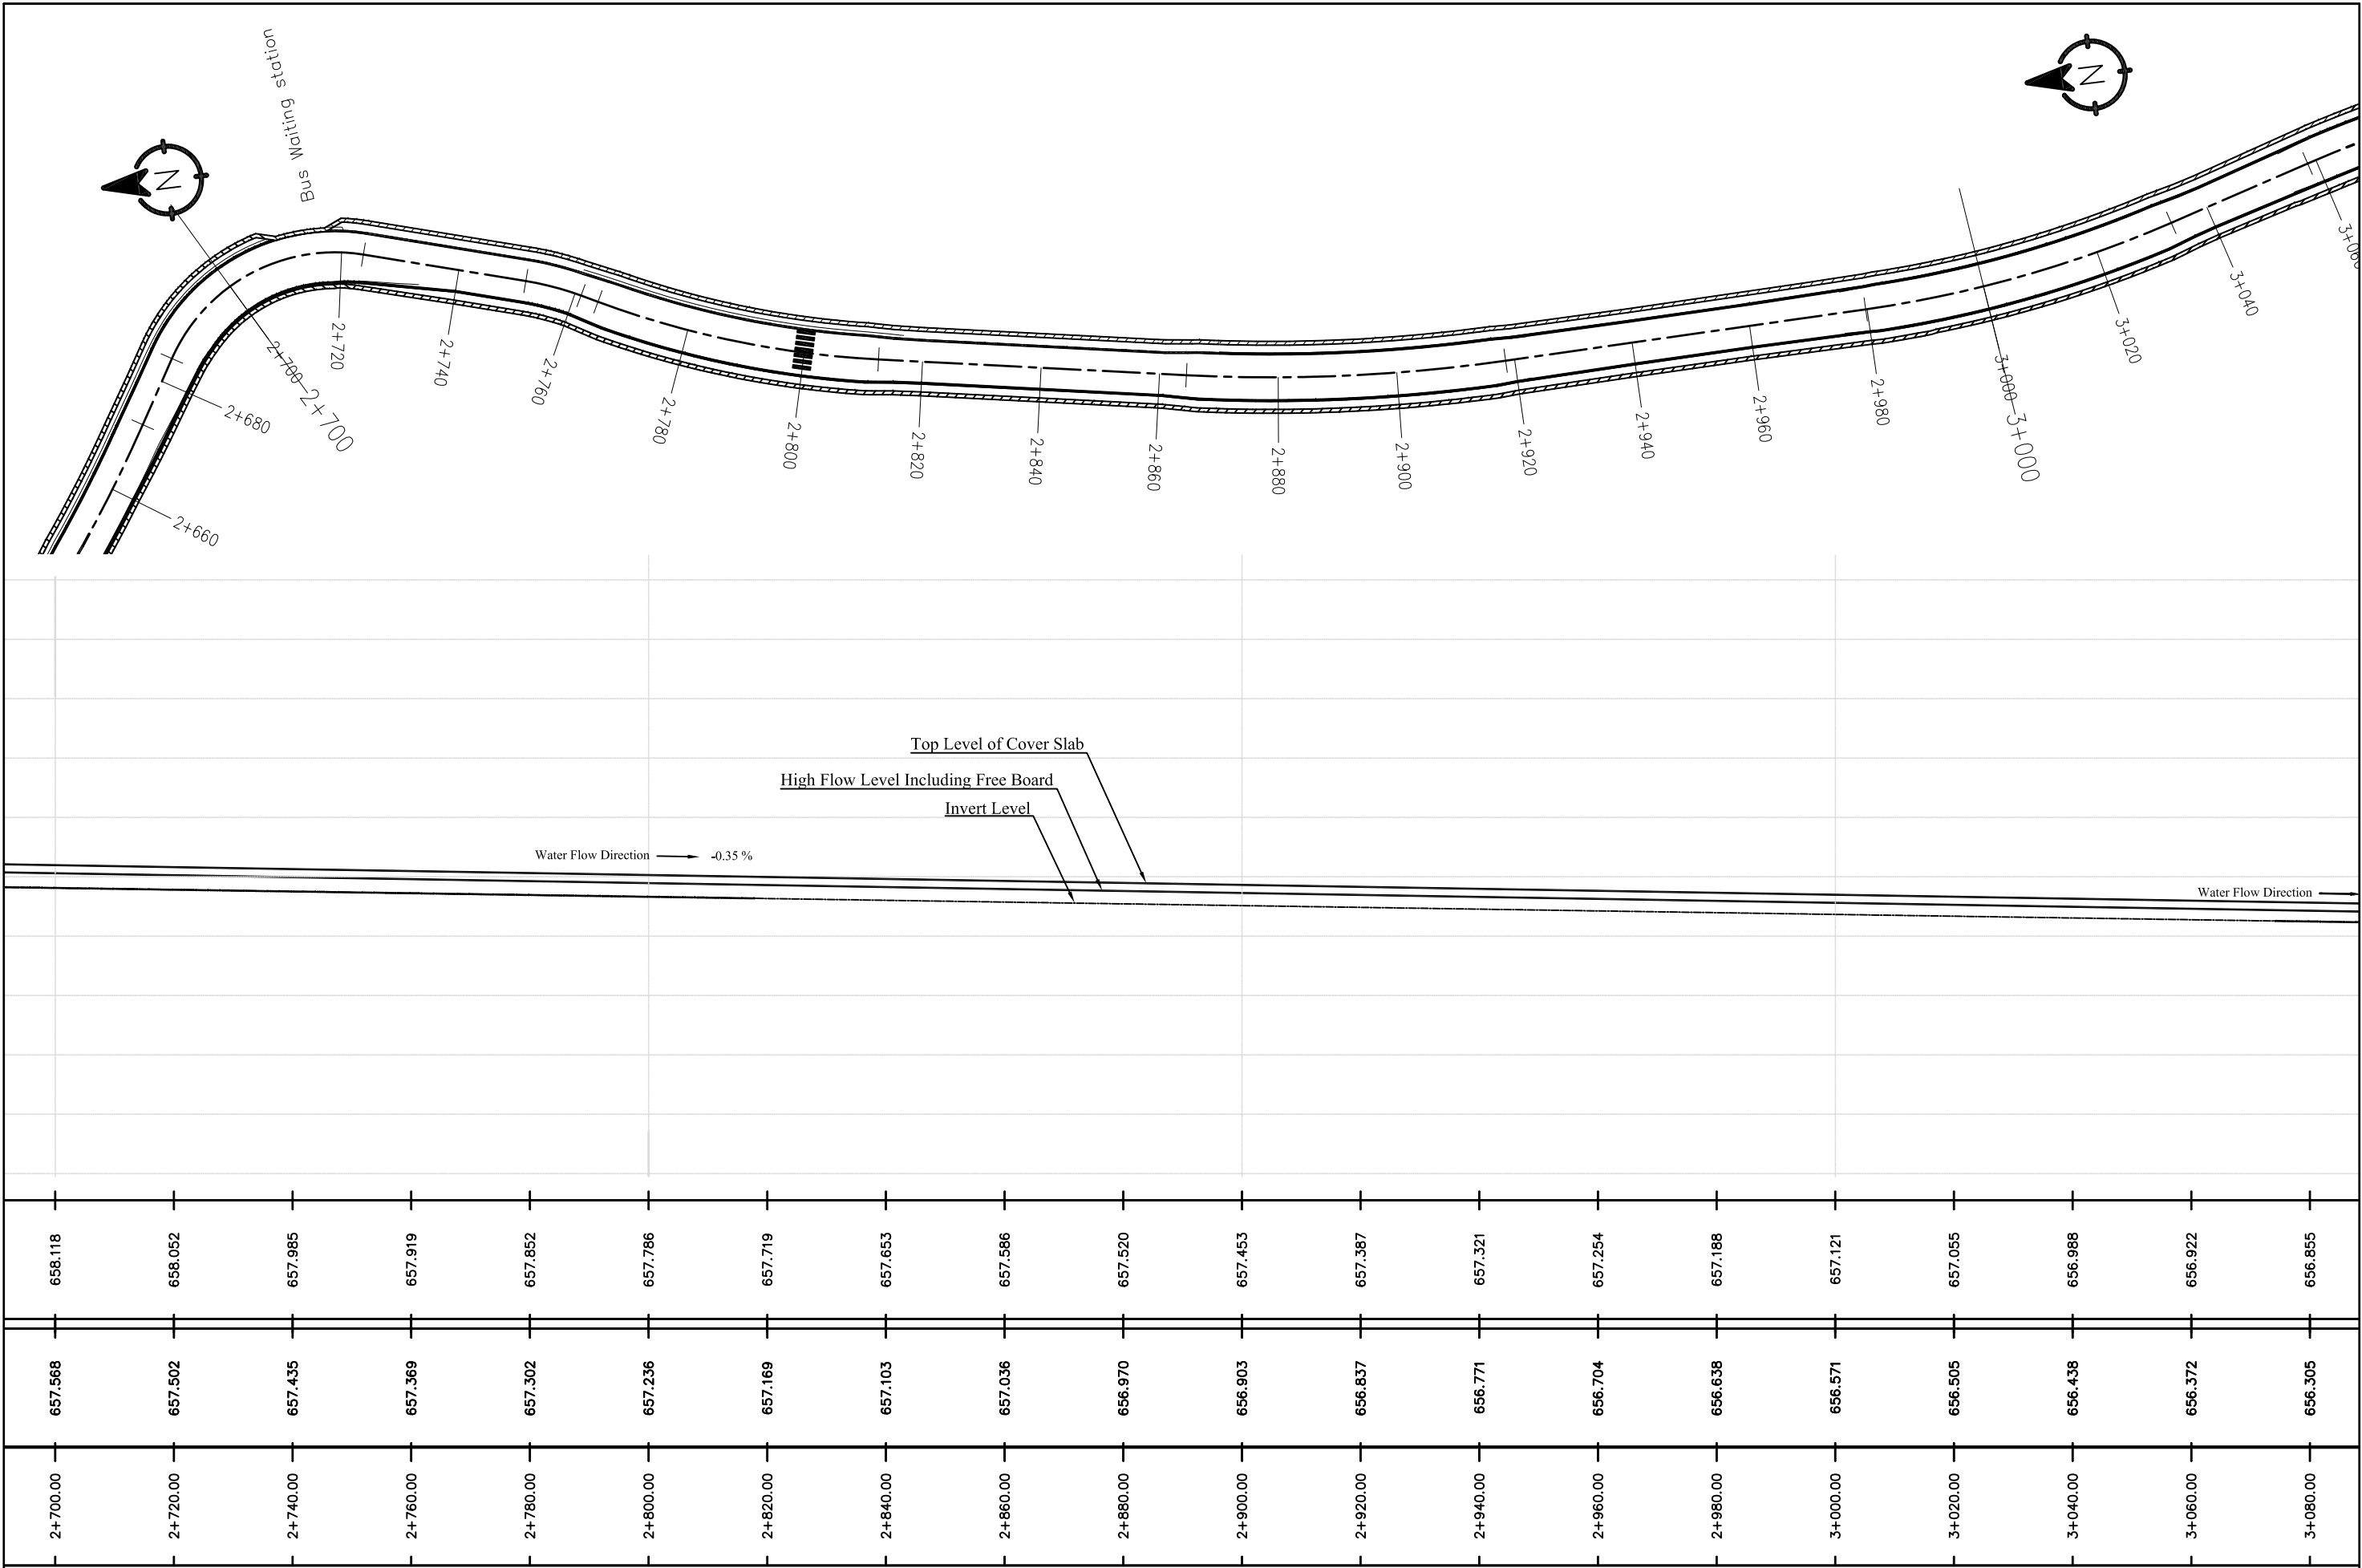 Bus Waiting station
N
N
2+660
2+680
2+700
2+700
2+720
2+740
2+760
2+780
2+800
2+820
2+840
2+860
2+880
2+900
2+920
2+940
2+960
2+980
3+000
3+000
3+020
3+040
3+060
Top Level of Cover Slab
High Flow Level Including Free Board
Invert Level
Water Flow Direction -0.35 %
Water Flow Direction
658.118 658.052 657.985 657.919 657.852 657.786 657.719 657.653 657.586 657.520 657.453 657.387 657.321 657.254 657.188 657.121 657.055 656.988 656.922 656.855
657.568 657.502 657.435 657.369 657.302 657.236 657.169 657.103 657.036 656.970 656.903 656.837 656.771 656.704 656.638 656.571 656.505 656.438 656.372 656.305
2+700.00 2+720.00 2+740.00 2+760.00 2+780.00 2+800.00 2+820.00 2+840.00 2+860.00 2+880.00 2+900.00 2+920.00 2+940.00 2+960.00 2+980.00 3+000.00 3+020.00 3+040.00 3+060.00 3+080.00